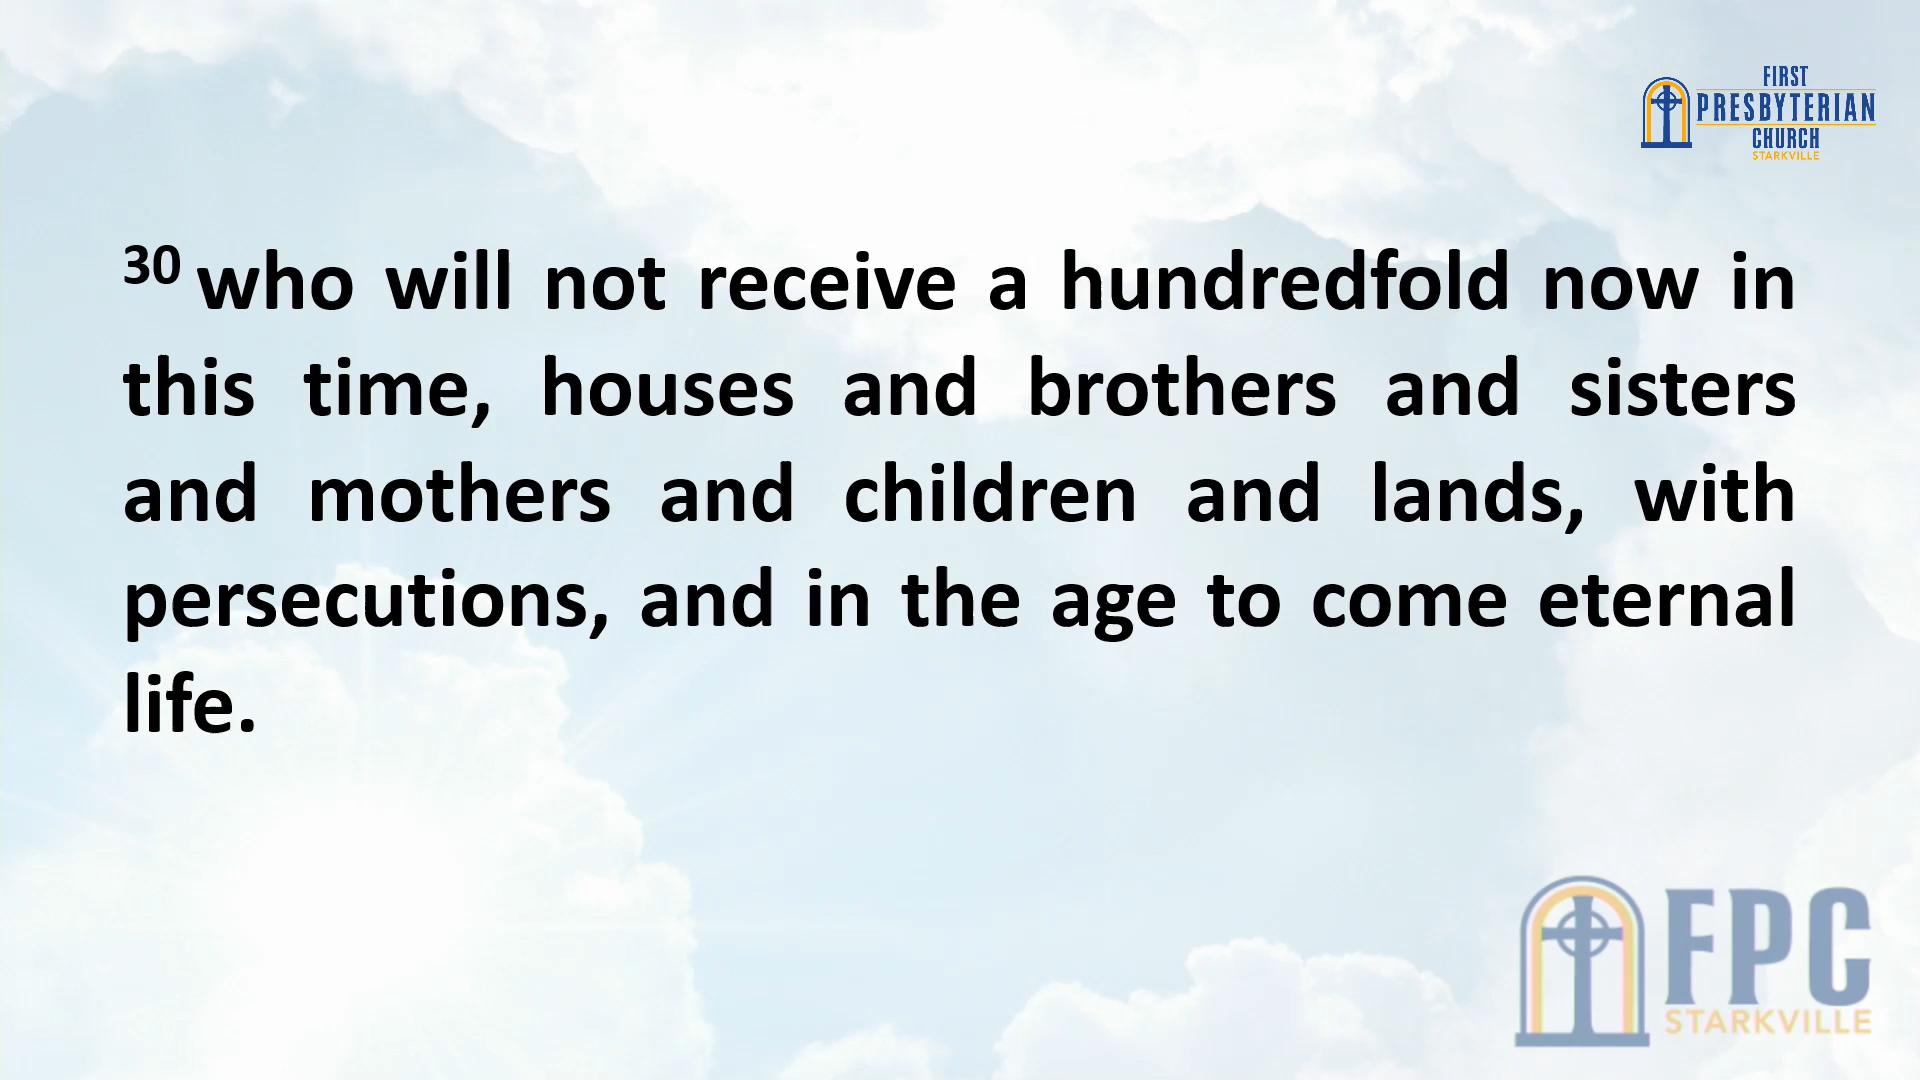 FIRST
PRESBYTERIAN
CHURCH
STARKVILLE
30 who will not receive a hundredfold now in
this time, houses and brothers and sisters
and mothers and children and lands, with
persecutions, and in the age to come eternal
life.
FPC
STARKVILLE